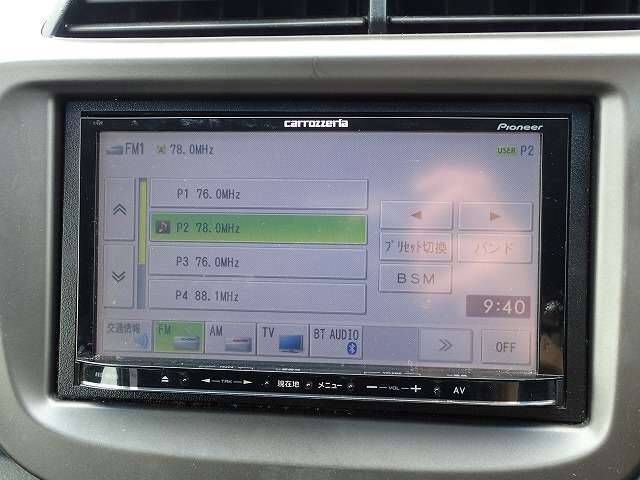 carrozzeria
Pioneer
FM1 78.0MHz USER P2
P1 76.0MHz
P2 78.0MHz
P3 76.0MHz
P4 88.1MHz
◀ ▶
プリセット切換 バンド
BSM
9:40
交通情報 FM AM TV BT AUDIO OFF
TRK 現在地 メニュー − VOL + AV